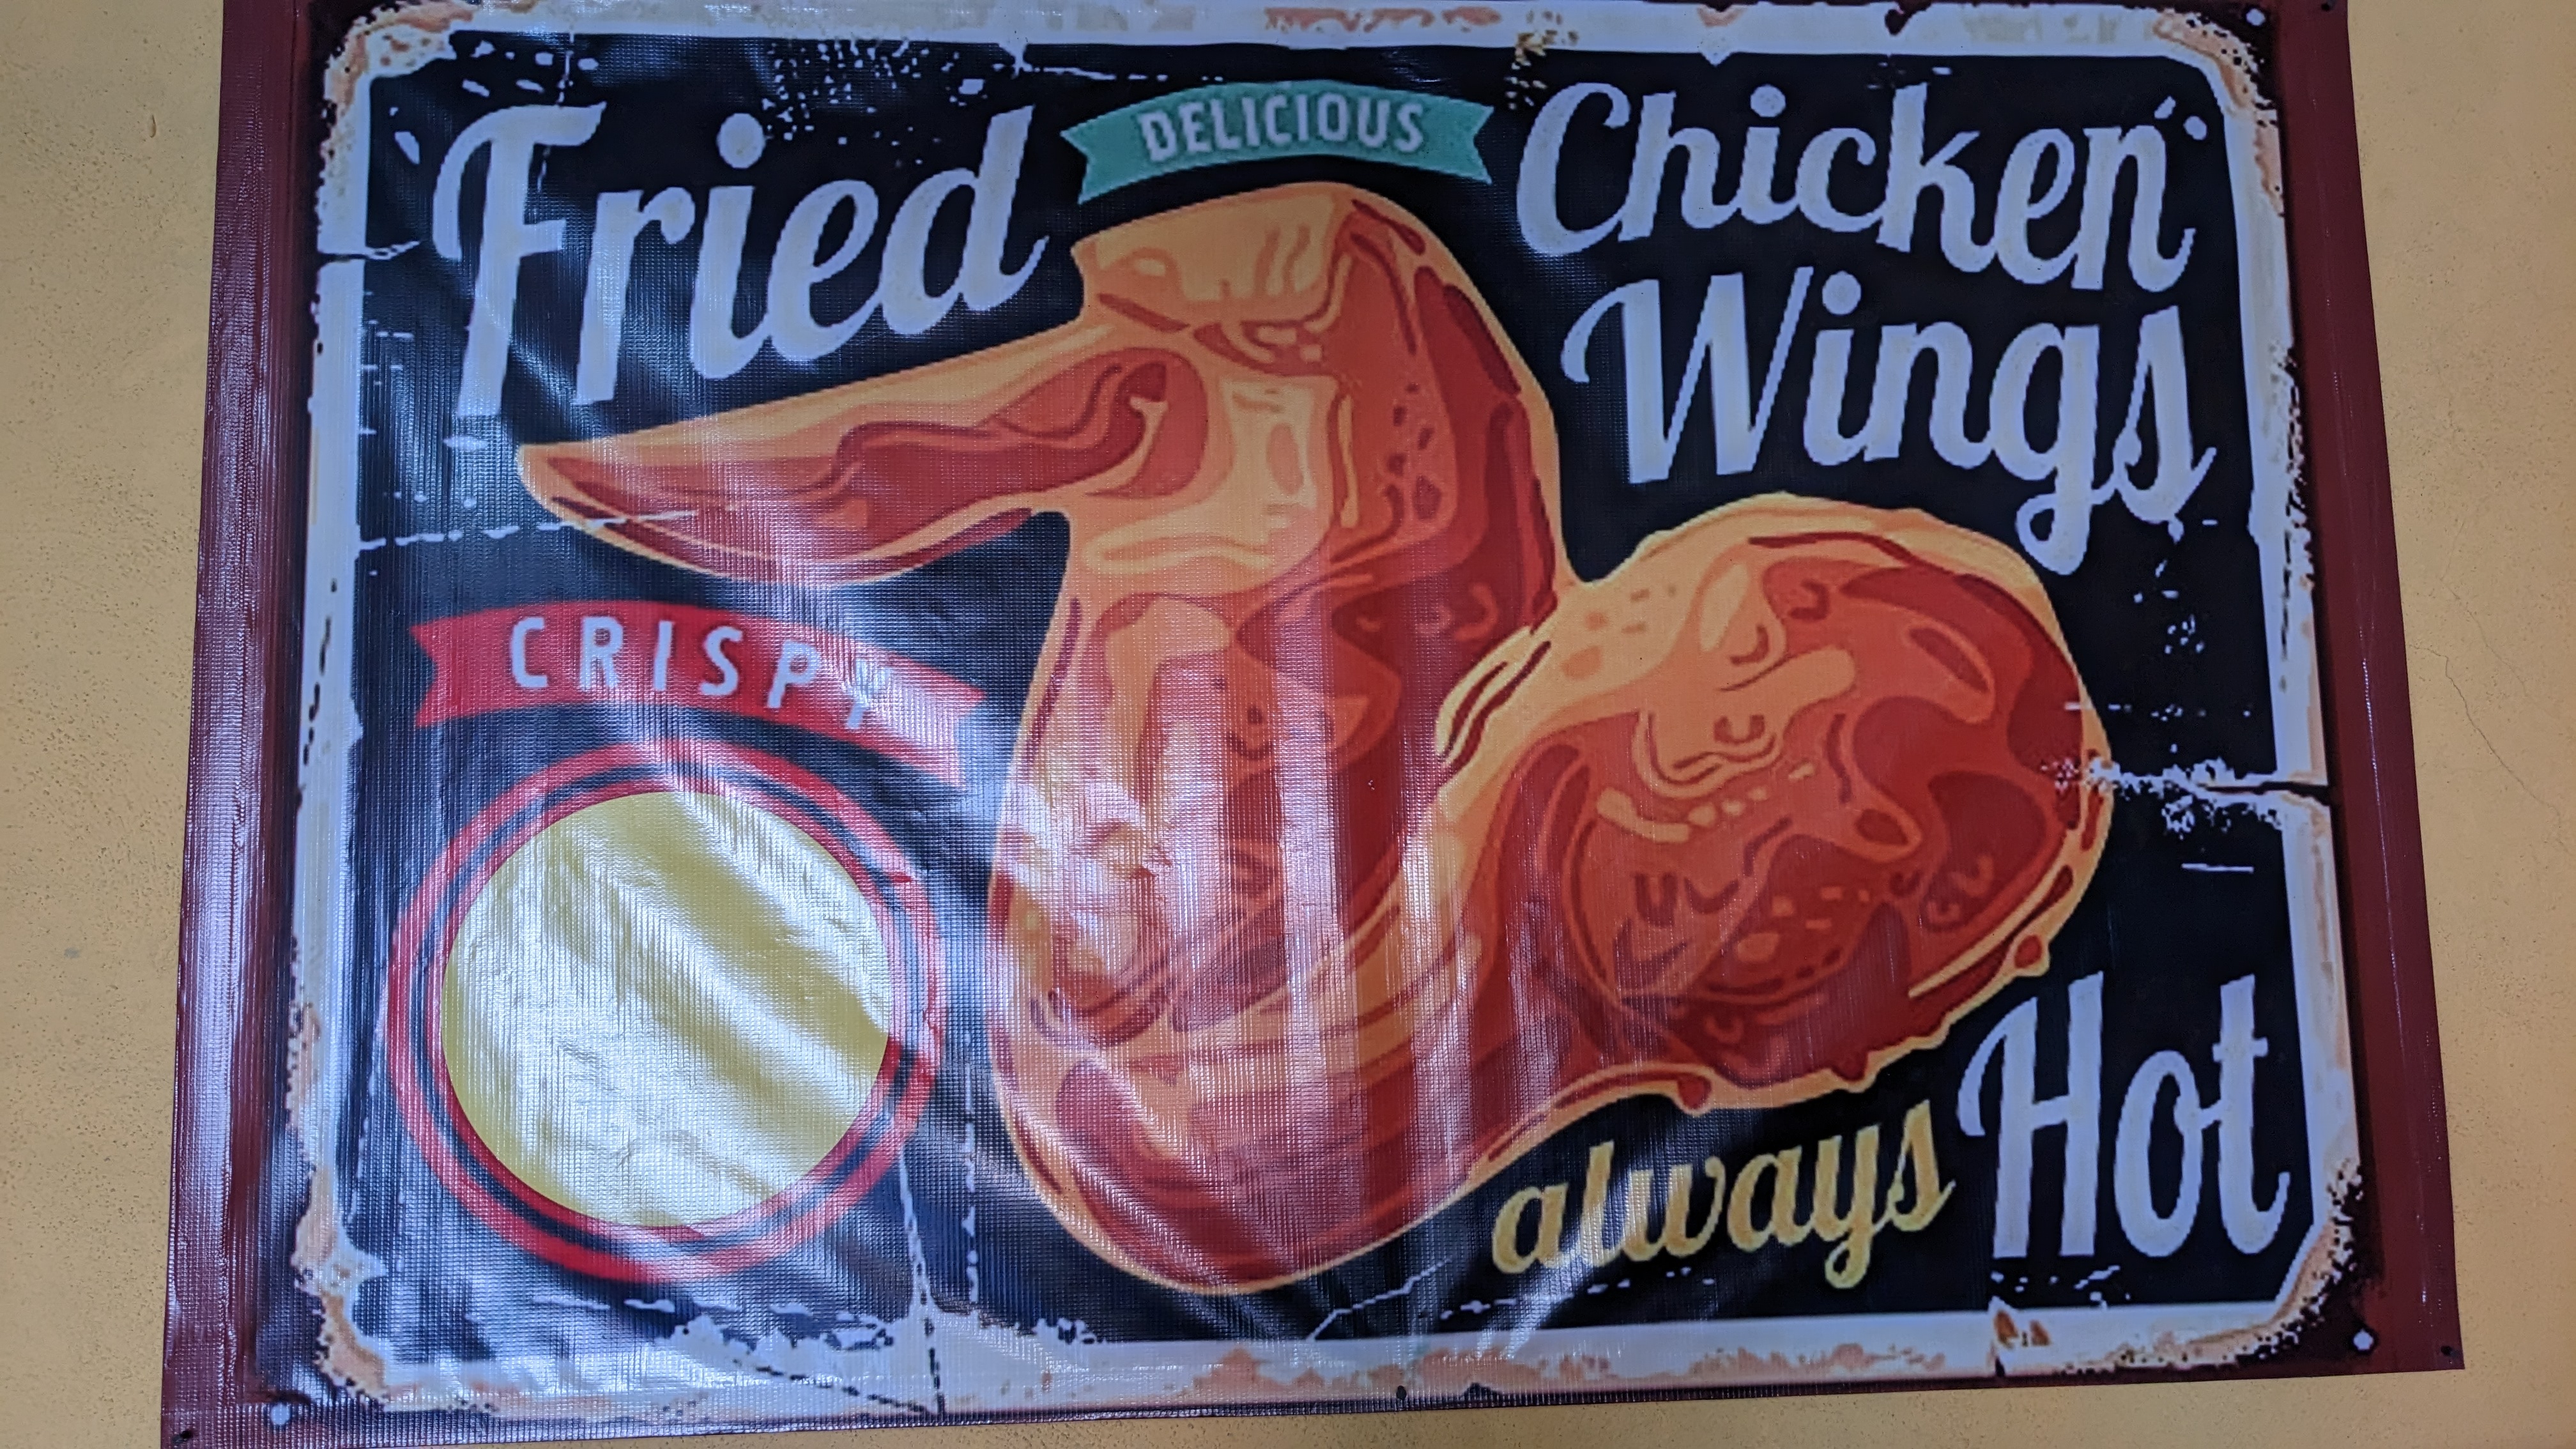 Fried
DELICIOUS
Chicken
Wings
CRISPY
always Hot